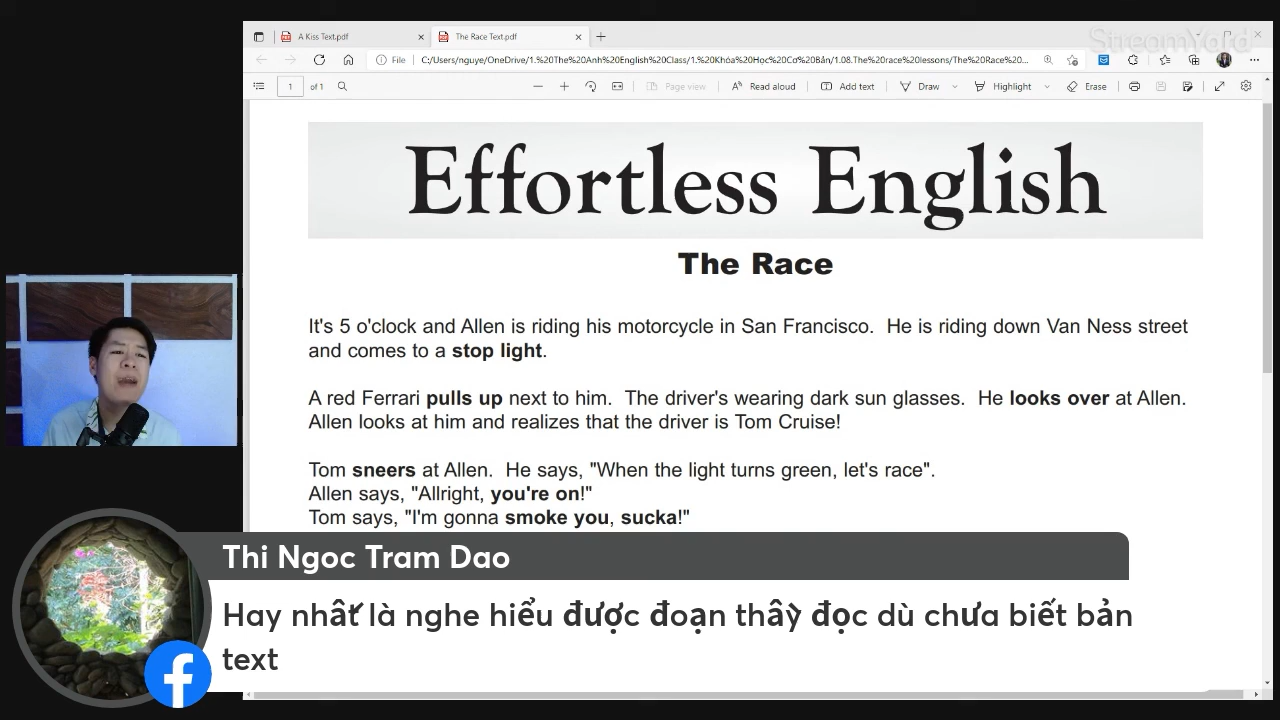 A Kiss Text.pdf
The Race Text.pdf
StreamYard
File
C:/Users/nguye/OneDrive/1.%20The%20Anh%20English%20Class/1.%20Khóa%20Học%20Cơ%20Bản/1.08.The%20race%20lessons/The%20Race%20...
1 of 1
Page view
Read aloud
Add text
Draw
Highlight
Erase
Effortless English
The Race
It's 5 o'clock and Allen is riding his motorcycle in San Francisco. He is riding down Van Ness street
and comes to a stop light.
A red Ferrari pulls up next to him. The driver's wearing dark sun glasses. He looks over at Allen.
Allen looks at him and realizes that the driver is Tom Cruise!
Tom sneers at Allen. He says, "When the light turns green, let's race".
Allen says, "Allright, you're on!"
Tom says, "I'm gonna smoke you, sucka!"
Thi Ngoc Tram Dao
Hay nhất là nghe hiểu được đoạn thầy đọc dù chưa biết bản
text